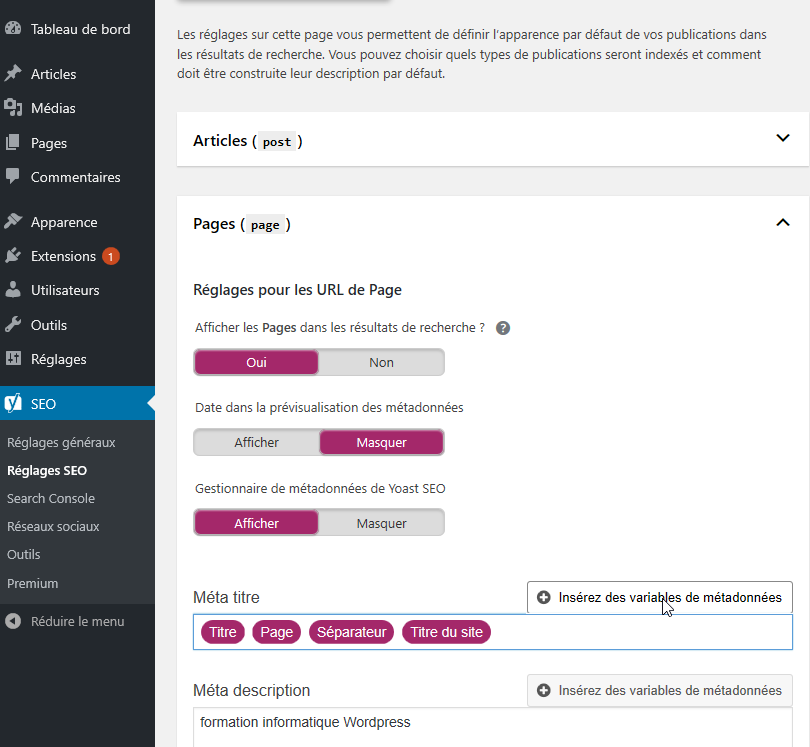 Tableau de bord
Articles
Médias
Pages
Commentaires
Apparence
Extensions 1
Utilisateurs
Outils
Réglages
SEO
Réglages généraux
Réglages SEO
Search Console
Réseaux sociaux
Outils
Premium
Réduire le menu
Les réglages sur cette page vous permettent de définir l'apparence par défaut de vos publications dans
les résultats de recherche. Vous pouvez choisir quels types de publications seront indexés et comment
doit être construite leur description par défaut.
Articles ( post )
Pages ( page )
Réglages pour les URL de Page
Afficher les Pages dans les résultats de recherche ? ?
Oui Non
Date dans la prévisualisation des métadonnées
Afficher Masquer
Gestionnaire de métadonnées de Yoast SEO
Afficher Masquer
Méta titre Insérez des variables de métadonnées
Titre Page Séparateur Titre du site
Méta description Insérez des variables de métadonnées
formation informatique Wordpress